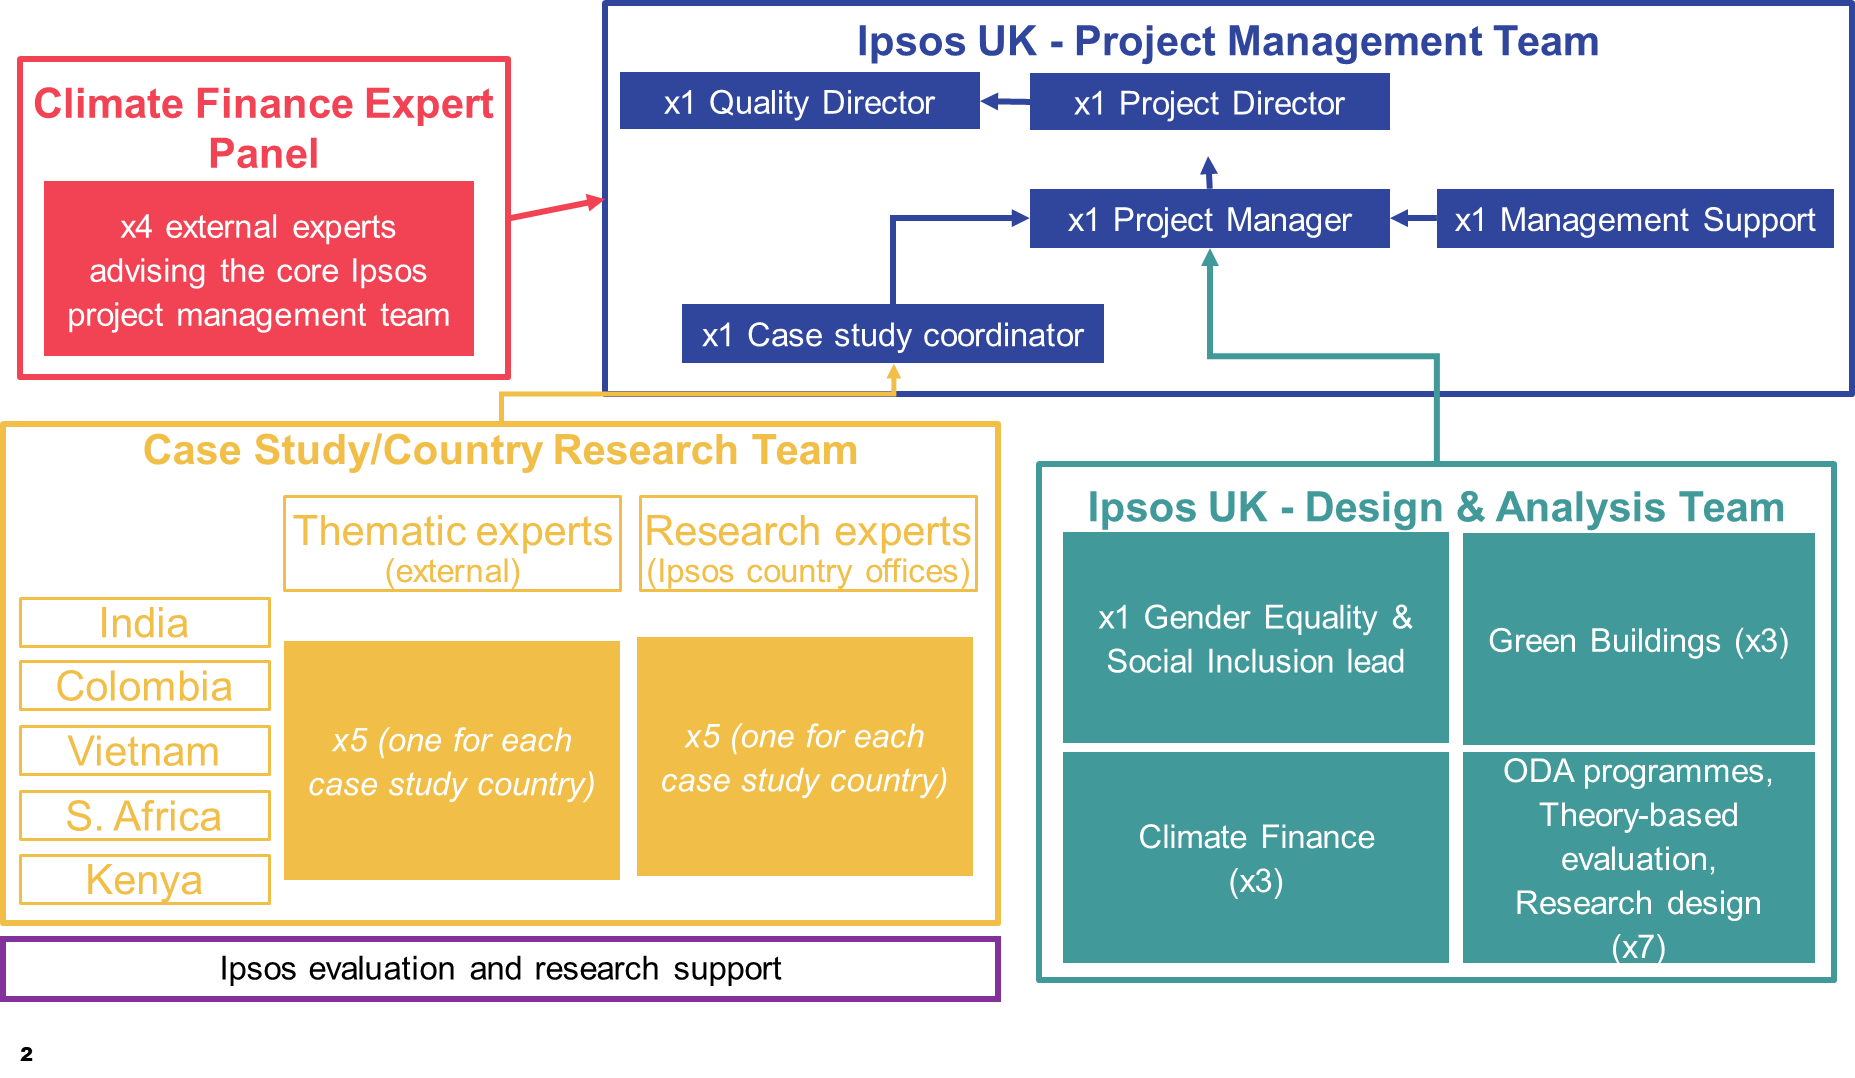 Climate Finance Expert
Panel
x4 external experts
advising the core Ipsos
project management team
Ipsos UK - Project Management Team
x1 Quality Director
x1 Project Director
x1 Project Manager
x1 Management Support
x1 Case study coordinator
Case Study/Country Research Team
Thematic experts
(external)
Research experts
(Ipsos country offices)
India
Colombia
Vietnam
S. Africa
Kenya
x5 (one for each
case study country)
x5 (one for each
case study country)
Ipsos evaluation and research support
Ipsos UK - Design & Analysis Team
x1 Gender Equality &
Social Inclusion lead
Green Buildings (x3)
Climate Finance
(x3)
ODA programmes,
Theory-based
evaluation,
Research design
(x7)
2